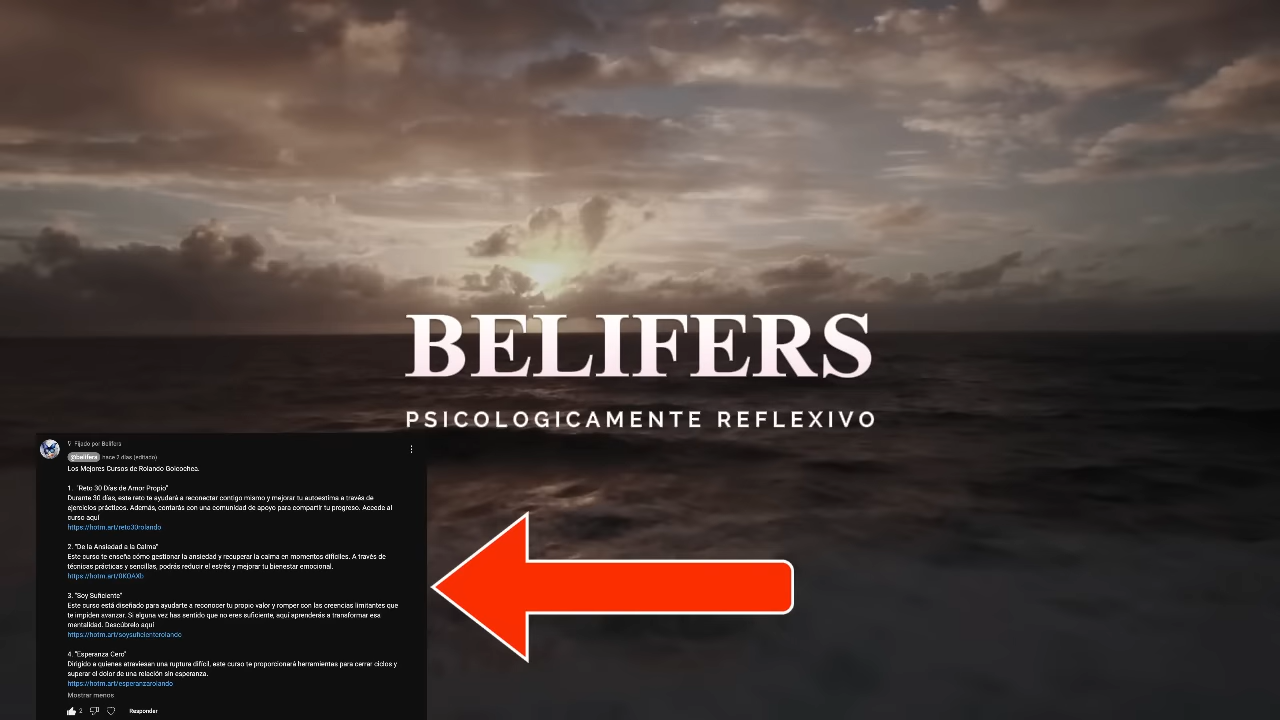 BELIFERS
PSICOLOGICAMENTE REFLEXIVO
Fijado por Belifers
@belifers hace 2 días (editado)
Los Mejores Cursos de Rolando Goicochea.
1. "Reto 30 Días de Amor Propio"
Durante 30 días, este reto te ayudará a reconectar contigo mismo y mejorar tu autoestima a través de
ejercicios prácticos. Además, contarás con una comunidad de apoyo para compartir tu progreso. Accede al
curso aquí
https://hotm.art/reto30rolando
2. "De la Ansiedad a la Calma"
Este curso te enseña cómo gestionar la ansiedad y recuperar la calma en momentos difíciles. A través de
técnicas prácticas y sencillas, podrás reducir el estrés y mejorar tu bienestar emocional.
https://hotm.art/0KOAXb
3. "Soy Suficiente"
Este curso está diseñado para ayudarte a reconocer tu propio valor y romper con las creencias limitantes que
te impiden avanzar. Si alguna vez has sentido que no eres suficiente, aquí aprenderás a transformar esa
mentalidad. Descúbrelo aquí
https://hotm.art/soysuficienterolando
4. "Esperanza Cero"
Dirigido a quienes atraviesan una ruptura difícil, este curso te proporcionará herramientas para cerrar ciclos y
superar el dolor de una relación sin esperanza.
https://hotm.art/esperanzarolando
Mostrar menos
2 Responder